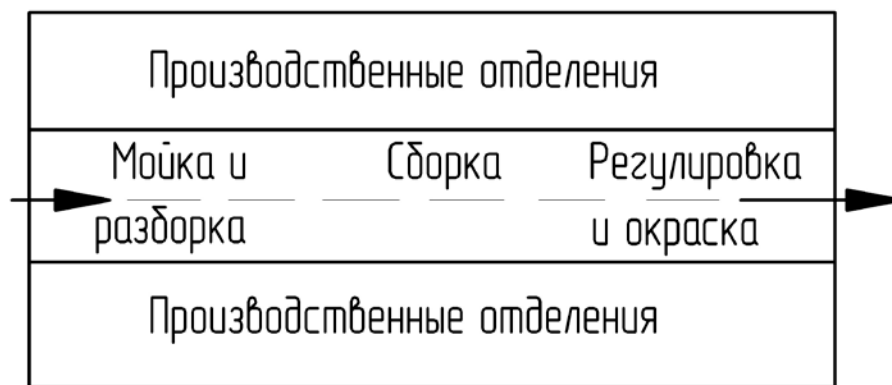 Производственные отделения
Мойка и Сборка Регулировка
разборка и окраска
Производственные отделения